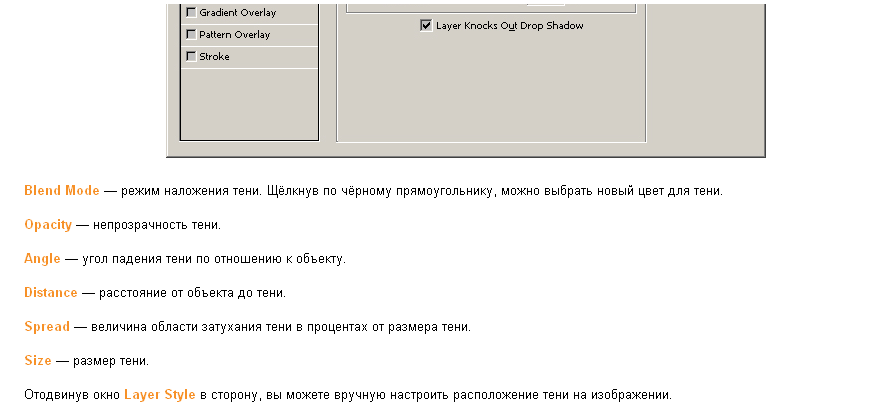 Gradient Overlay
Layer Knocks Out Drop Shadow
Pattern Overlay
Stroke
Blend Mode — режим наложения тени. Щёлкнув по чёрному прямоугольнику, можно выбрать новый цвет для тени.
Opacity — непрозрачность тени.
Angle — угол падения тени по отношению к объекту.
Distance — расстояние от объекта до тени.
Spread — величина области затухания тени в процентах от размера тени.
Size — размер тени.
Отодвинув окно Layer Style в сторону, вы можете вручную настроить расположение тени на изображении.